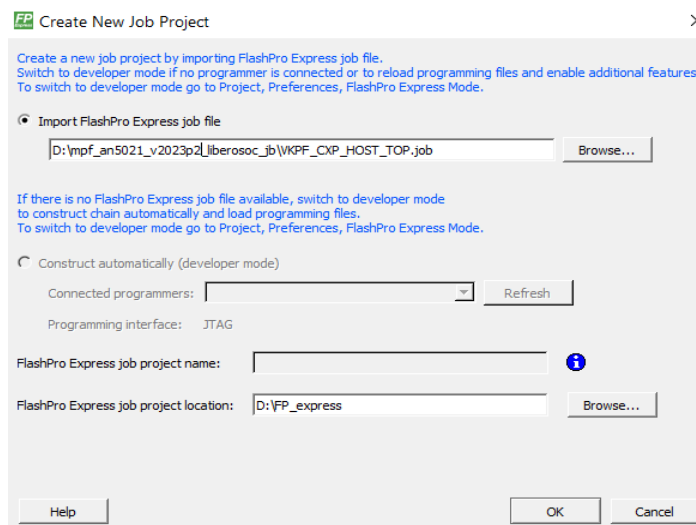 FP
Express
Create New Job Project
Create a new job project by importing FlashPro Express job file.
Switch to developer mode if no programmer is connected or to reload programming files and enable additional features
To switch to developer mode go to Project, Preferences, FlashPro Express Mode.
Import FlashPro Express job file
D:\mpf_an5021_v2023p2_liberosoc_jb\VKPF_CXP_HOST_TOP.job
Browse...
If there is no FlashPro Express job file available, switch to developer mode
to construct chain automatically and load programming files.
To switch to developer mode go to Project, Preferences, FlashPro Express Mode.
Construct automatically (developer mode)
Connected programmers:
Refresh
Programming interface: JTAG
FlashPro Express job project name:
FlashPro Express job project location: D:\FP_express
Browse...
Help
OK
Cancel